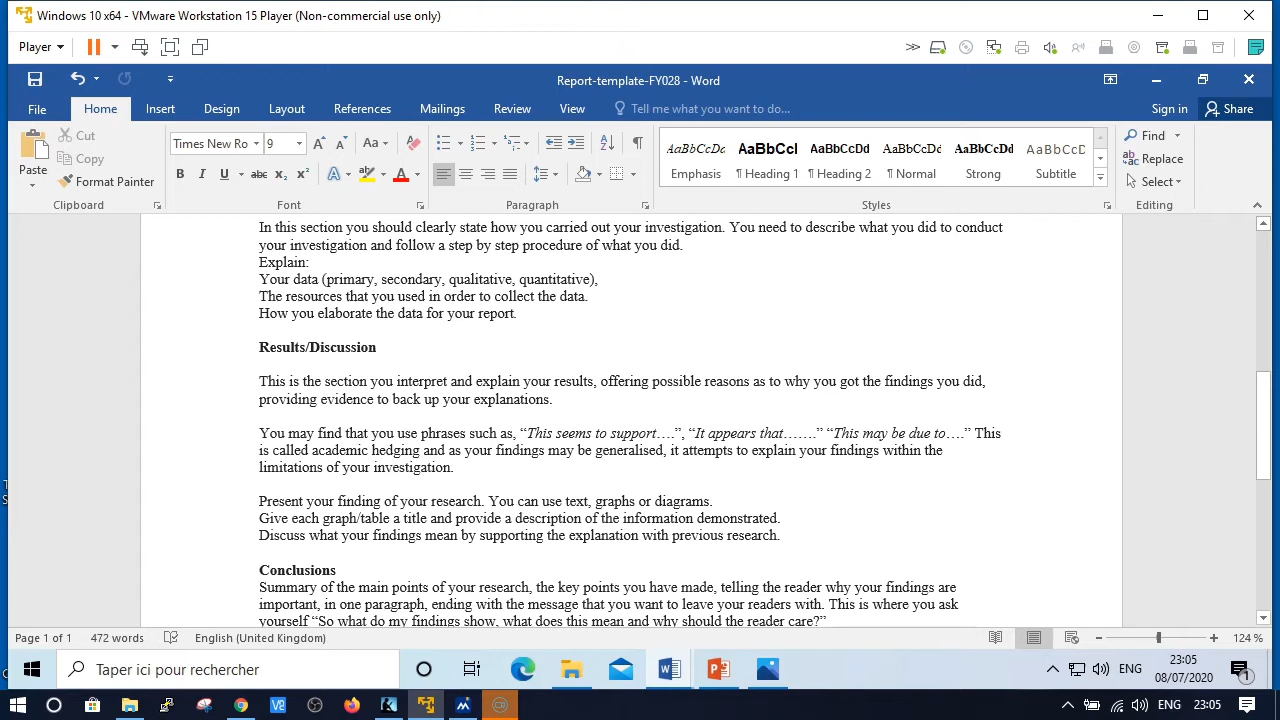 Windows 10 x64 - VMware Workstation 15 Player (Non-commercial use only)
Player
Report-template-FY028 - Word
File Home Insert Design Layout References Mailings Review View Tell me what you want to do... Sign in Share
Paste
Cut
Copy
Format Painter
Clipboard
Times New Ro 9
Aa
B I U abc x₂ x²
Font
Paragraph
AaBbCcDd AaBbCcI AaBbCcDd AaBbCcDd AaBbCcDd AaBbCcD
Emphasis ¶ Heading 1 ¶ Heading 2 ¶ Normal Strong Subtitle
Styles
Find
Replace
Select
Editing
In this section you should clearly state how you carried out your investigation. You need to describe what you did to conduct
your investigation and follow a step by step procedure of what you did.
Explain:
Your data (primary, secondary, qualitative, quantitative),
The resources that you used in order to collect the data.
How you elaborate the data for your report.
Results/Discussion
This is the section you interpret and explain your results, offering possible reasons as to why you got the findings you did,
providing evidence to back up your explanations.
You may find that you use phrases such as, “This seems to support….”, “It appears that…….” “This may be due to….” This
is called academic hedging and as your findings may be generalised, it attempts to explain your findings within the
limitations of your investigation.
Present your finding of your research. You can use text, graphs or diagrams.
Give each graph/table a title and provide a description of the information demonstrated.
Discuss what your findings mean by supporting the explanation with previous research.
Conclusions
Summary of the main points of your research, the key points you have made, telling the reader why your findings are
important, in one paragraph, ending with the message that you want to leave your readers with. This is where you ask
yourself “So what do my findings show, what does this mean and why should the reader care?”
Page 1 of 1 472 words English (United Kingdom) 124 %
Taper ici pour rechercher
ENG
23:05
08/07/2020
1
ENG 23:05